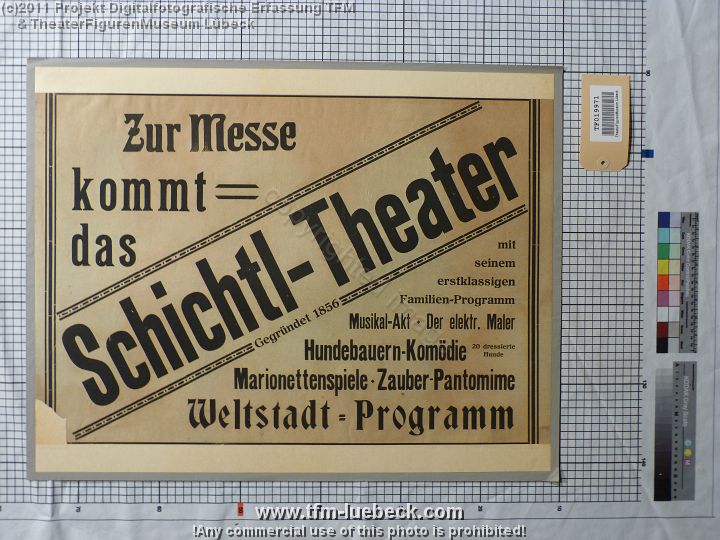 (c)2011 Projekt Digitalfotografische Erfassung TFM
& TheaterFigurenMuseum Lübeck
Zur Messe
kommt=
das
Schichtl-Theater
Gegründet 1856
mit
seinem
erstklassigen
Familien-Programm
Musikal-Akt · Der elektr. Maler
Hundebauern-Komödie 20 dressierte
Hunde
Marionettenspiele · Zauber-Pantomime
Weltstadt = Programm
TF019971
www.tfm-luebeck.com
!Any commercial use of this photo is prohibited!